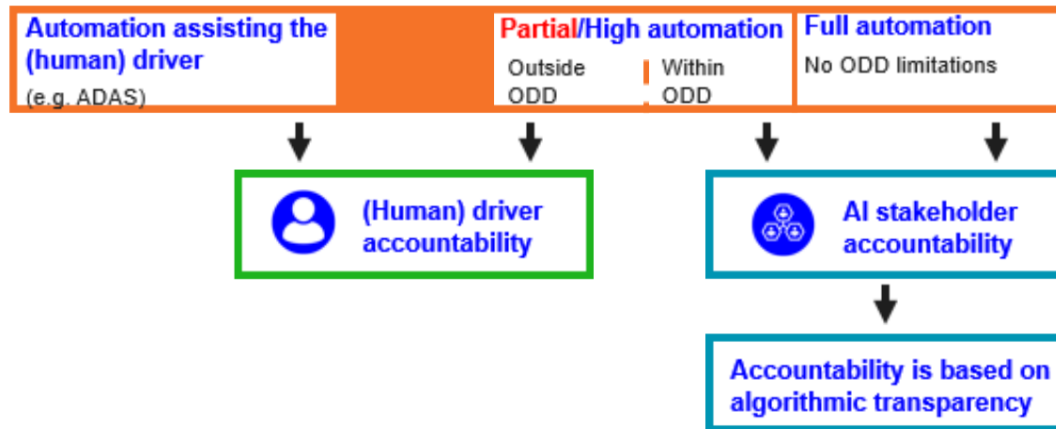 Automation assisting the
(human) driver
(e.g. ADAS)
Partial/High automation
Outside
ODD
Within
ODD
Full automation
No ODD limitations
(Human) driver
accountability
AI stakeholder
accountability
Accountability is based on
algorithmic transparency